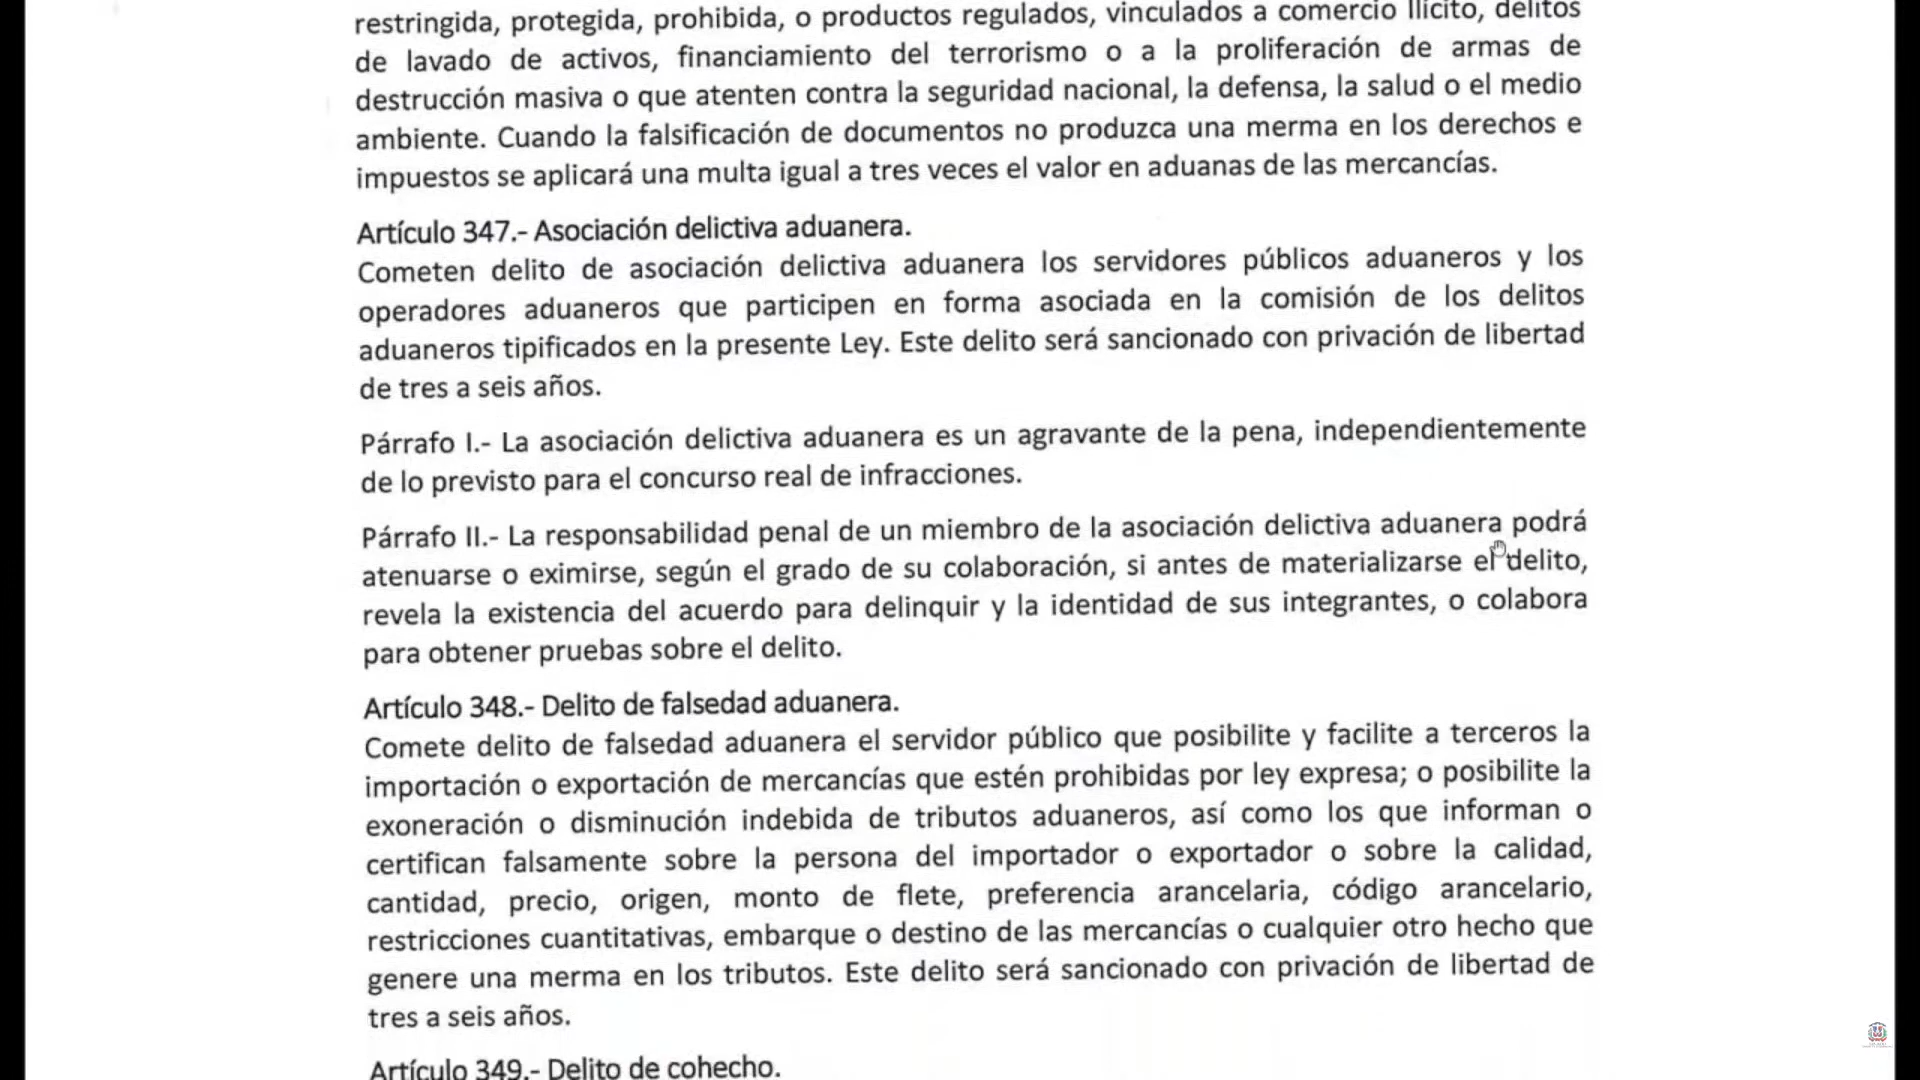 restringida, protegida, prohibida, o productos regulados, vinculados a comercio ilícito, delitos
de lavado de activos, financiamiento del terrorismo o a la proliferación de armas de
destrucción masiva o que atenten contra la seguridad nacional, la defensa, la salud o el medio
ambiente. Cuando la falsificación de documentos no produzca una merma en los derechos e
impuestos se aplicará una multa igual a tres veces el valor en aduanas de las mercancías.
Artículo 347.- Asociación delictiva aduanera.
Cometen delito de asociación delictiva aduanera los servidores públicos aduaneros y los
operadores aduaneros que participen en forma asociada en la comisión de los delitos
aduaneros tipificados en la presente Ley. Este delito será sancionado con privación de libertad
de tres a seis años.
Párrafo I.- La asociación delictiva aduanera es un agravante de la pena, independientemente
de lo previsto para el concurso real de infracciones.
Párrafo II.- La responsabilidad penal de un miembro de la asociación delictiva aduanera podrá
atenuarse o eximirse, según el grado de su colaboración, si antes de materializarse el delito,
revela la existencia del acuerdo para delinquir y la identidad de sus integrantes, o colabora
para obtener pruebas sobre el delito.
Artículo 348.- Delito de falsedad aduanera.
Comete delito de falsedad aduanera el servidor público que posibilite y facilite a terceros la
importación o exportación de mercancías que estén prohibidas por ley expresa; o posibilite la
exoneración o disminución indebida de tributos aduaneros, así como los que informan o
certifican falsamente sobre la persona del importador o exportador o sobre la calidad,
cantidad, precio, origen, monto de flete, preferencia arancelaria, código arancelario,
restricciones cuantitativas, embarque o destino de las mercancías o cualquier otro hecho que
genere una merma en los tributos. Este delito será sancionado con privación de libertad de
tres a seis años.
Artículo 349.- Delito de cohecho.